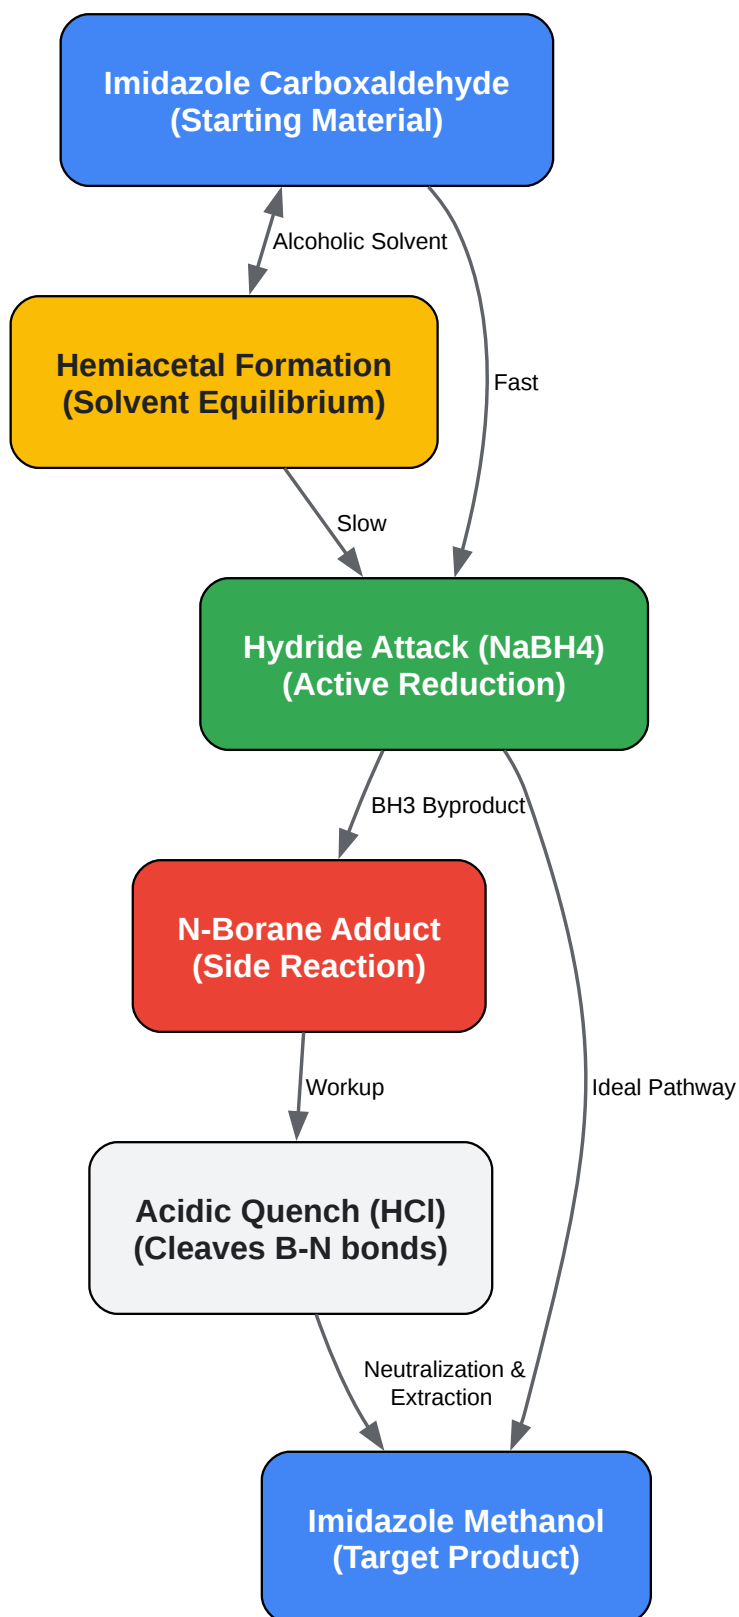 Imidazole Carboxaldehyde
(Starting Material)
Alcoholic Solvent
Hemiacetal Formation
(Solvent Equilibrium)
Fast
Slow
Hydride Attack (NaBH4)
(Active Reduction)
BH3 Byproduct
N-Borane Adduct
(Side Reaction)
Workup
Ideal Pathway
Acidic Quench (HCl)
(Cleaves B-N bonds)
Neutralization &
Extraction
Imidazole Methanol
(Target Product)